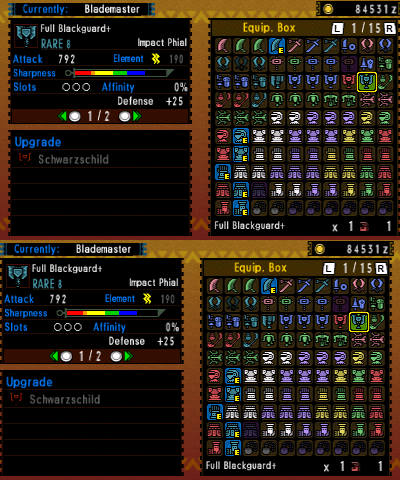 Currently: Blademaster
84531z
Full Blackguard+
RARE 8 Impact Phial
Attack 792 Element 190
Sharpness
Slots ○○○ Affinity 0%
Defense +25
1/2
Upgrade
Schwarzschild
Equip. Box L 1/15 R
E
E
E
E
E
E
Full Blackguard+ x 1 1
Currently: Blademaster
84531z
Full Blackguard+
RARE 8 Impact Phial
Attack 792 Element 190
Sharpness
Slots ○○○ Affinity 0%
Defense +25
1/2
Upgrade
Schwarzschild
Equip. Box L 1/15 R
E
E
E
E
E
E
Full Blackguard+ x 1 1